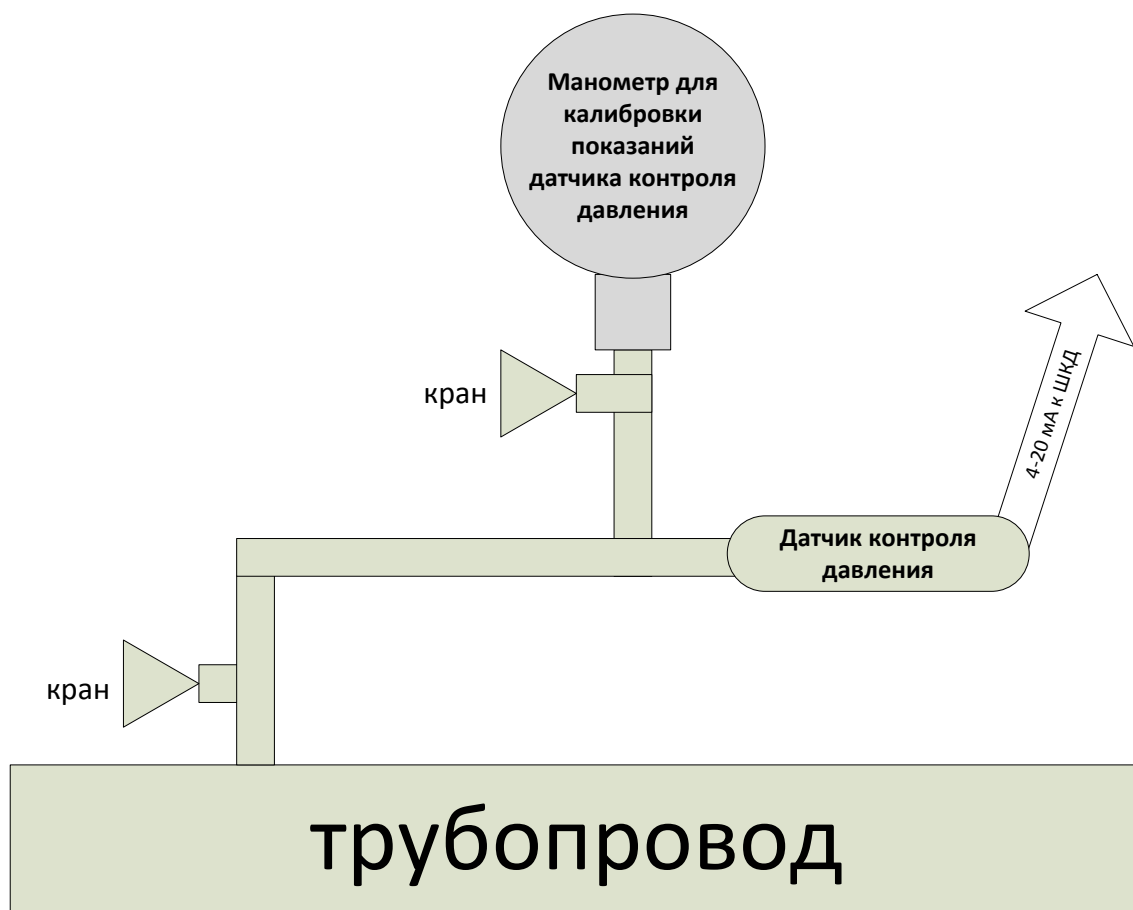 Манометр для
калибровки
показаний
датчика контроля
давления
кран
4-20 мА к ШКД
Датчик контроля
давления
кран
трубопровод